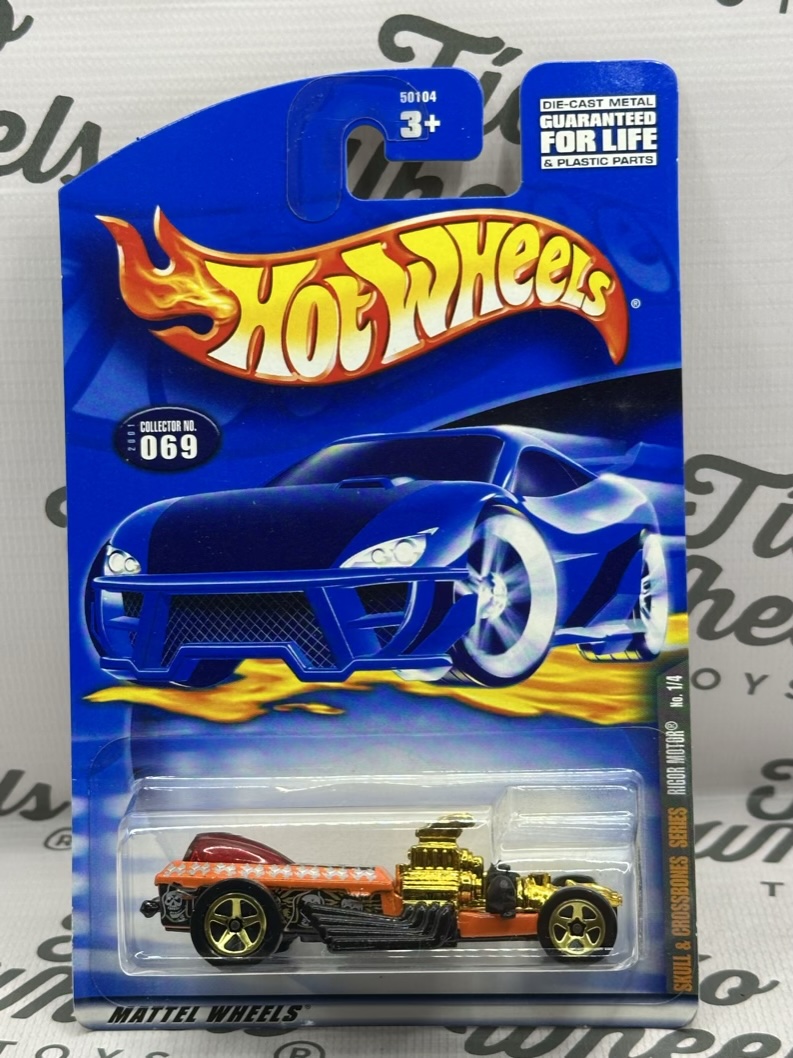 50104
3+
DIE-CAST METAL
GUARANTEED
FOR LIFE
& PLASTIC PARTS
HOT WHEELS®
2001
COLLECTOR NO.
069
SKULL & CROSSBONES SERIES RIGOR MOTOR® No. 1/4
MATTEL WHEELS®